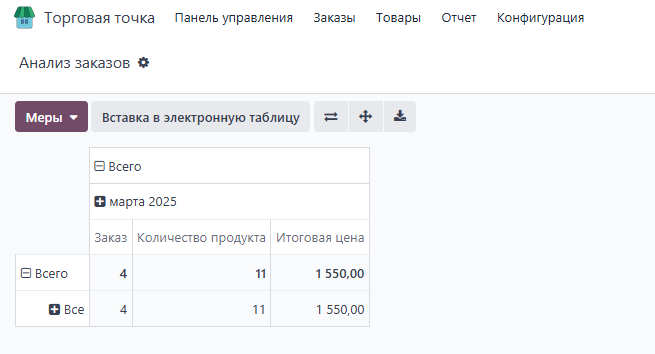 Торговая точка Панель управления Заказы Товары Отчет Конфигурация
Анализ заказов
Меры Вставка в электронную таблицу
Всего
марта 2025
Заказ Количество продукта Итоговая цена
Всего 4 11 1 550,00
Все 4 11 1 550,00